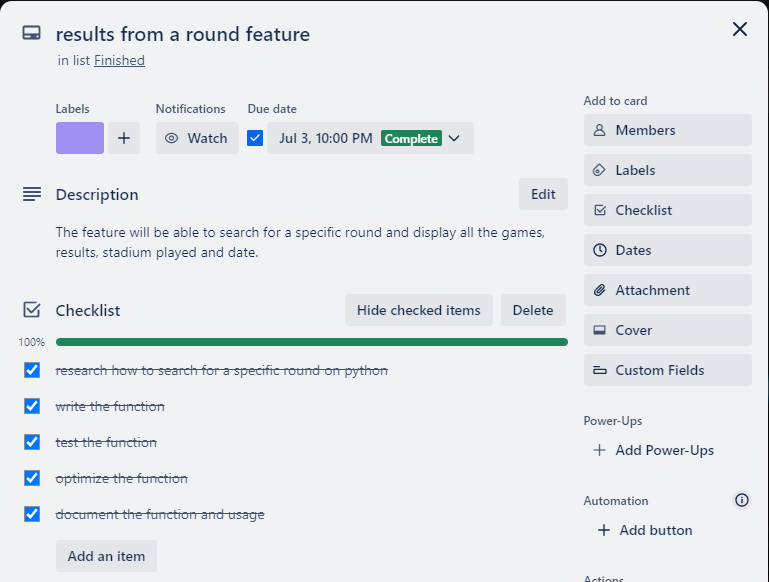 results from a round feature
in list Finished
Labels
Notifications
Due date
Watch
Jul 3, 10:00 PM Complete
Description
Edit
The feature will be able to search for a specific round and display all the games,
results, stadium played and date.
Checklist
Hide checked items
Delete
100%
research how to search for a specific round on python
write the function
test the function
optimize the function
document the function and usage
Add an item
Add to card
Members
Labels
Checklist
Dates
Attachment
Cover
Custom Fields
Power-Ups
Add Power-Ups
Automation
Add button
Actions